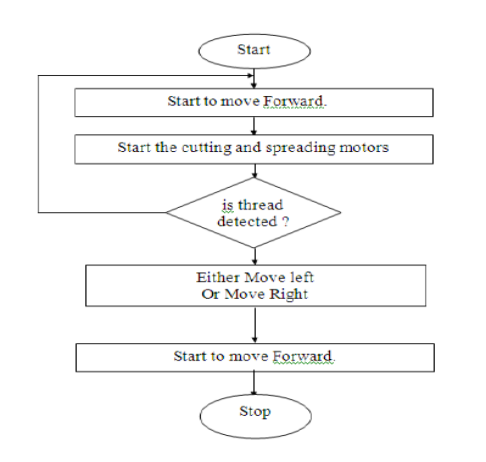 Start
Start to move Forward.
Start the cutting and spreading motors
is thread
detected ?
Either Move left
Or Move Right
Start to move Forward.
Stop